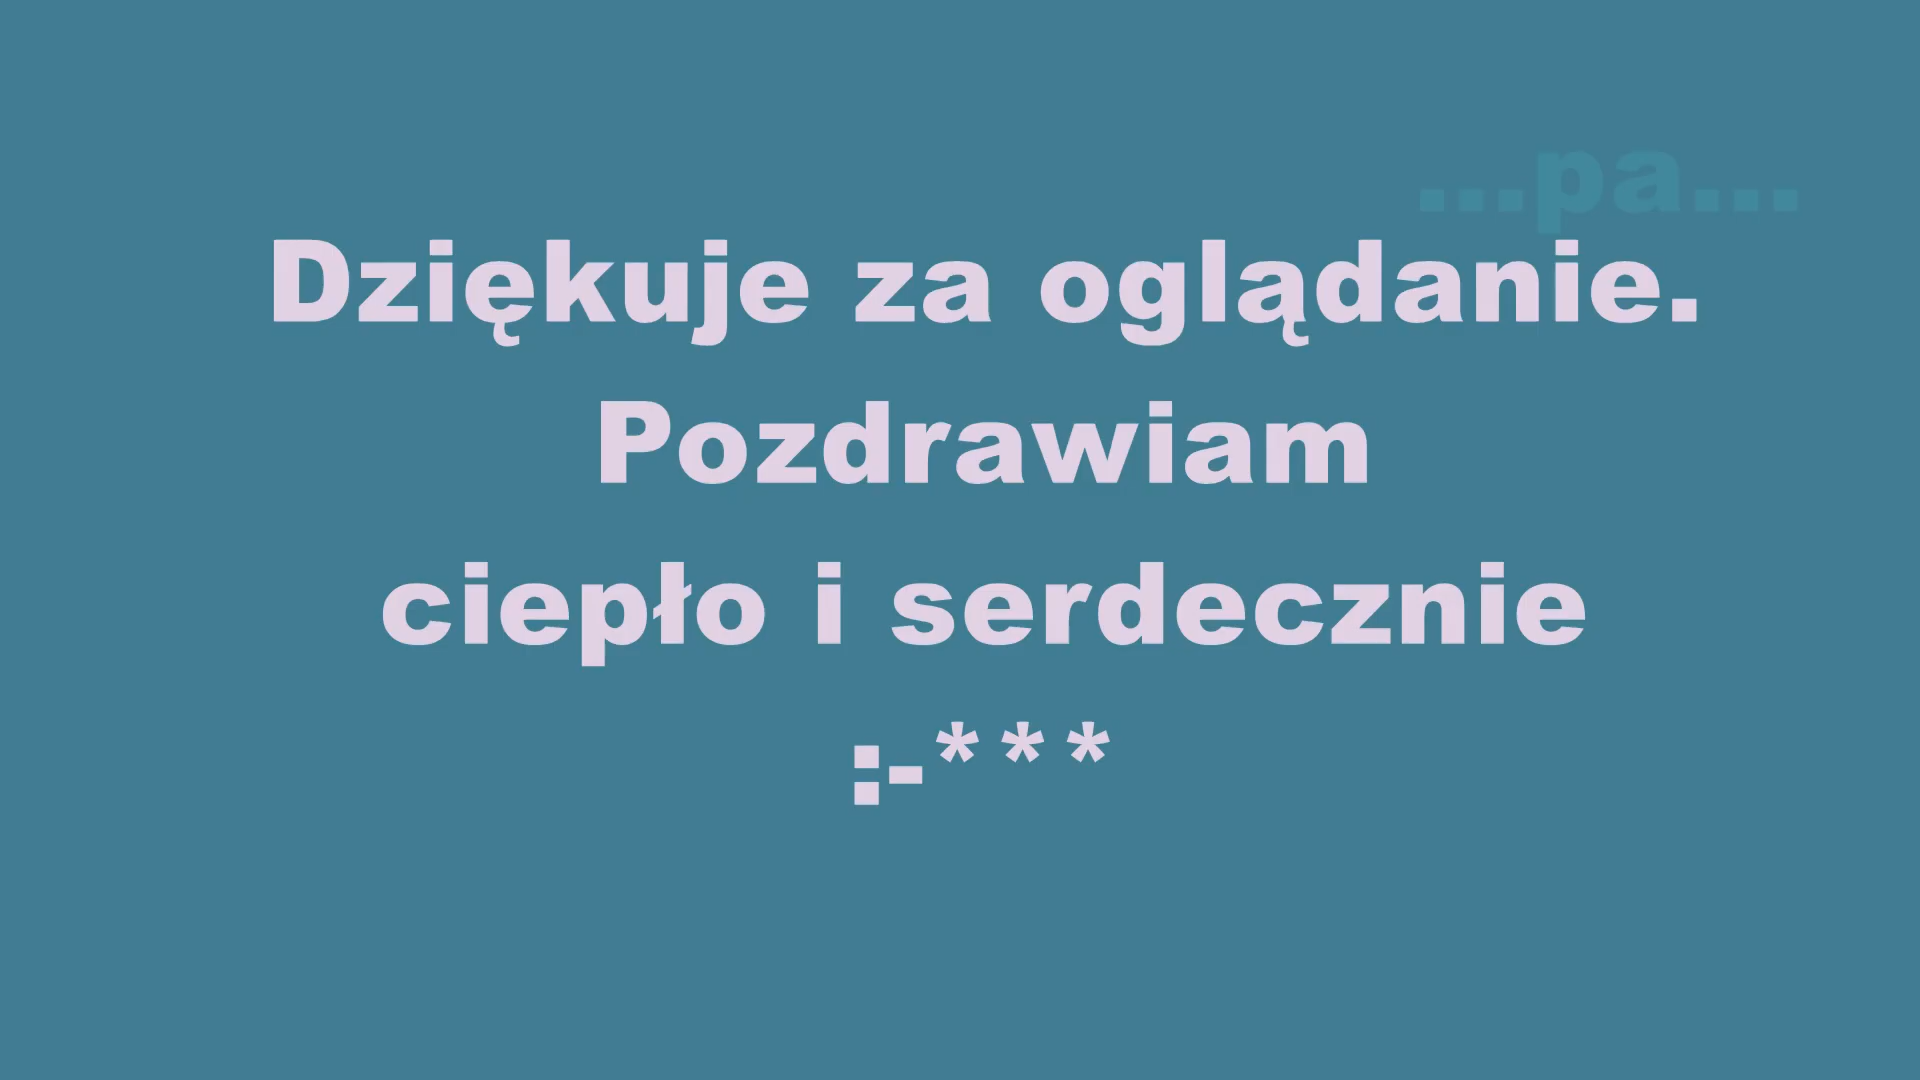 ...pa...
Dziękuje za oglądanie.
Pozdrawiam
ciepło i serdecznie
:-***